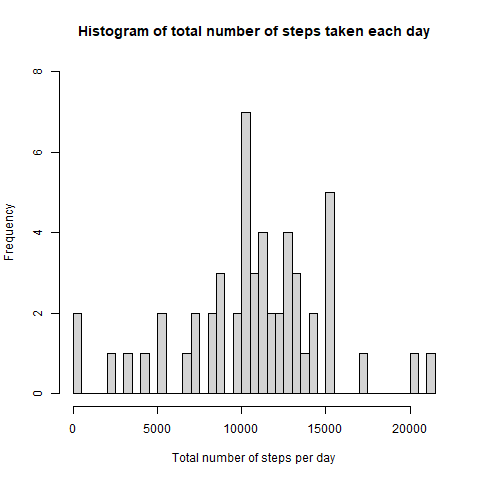 Histogram of total number of steps taken each day
8
6
4
2
0
Frequency
0 5000 10000 15000 20000
Total number of steps per day